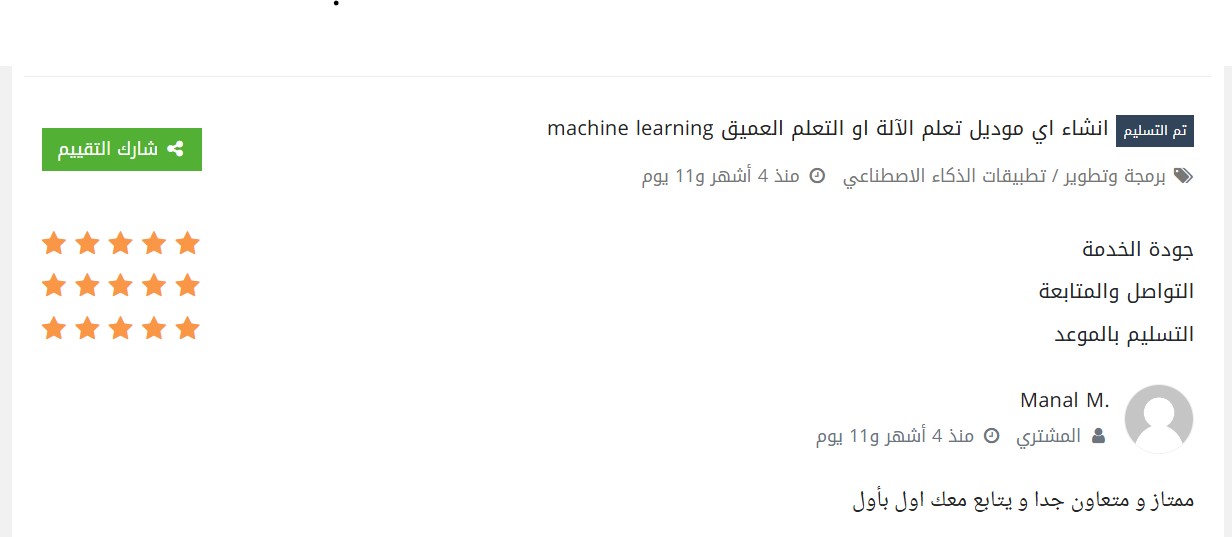 تم التسليم انشاء اي موديل تعلم الآلة او التعلم العميق machine learning
شارك التقييم
برمجة وتطوير / تطبيقات الذكاء الاصطناعي منذ 4 أشهر و11 يوم
جودة الخدمة
التواصل والمتابعة
التسليم بالموعد
Manal M.
المشتري منذ 4 أشهر و11 يوم
ممتاز و متعاون جدا و يتابع معك اول بأول